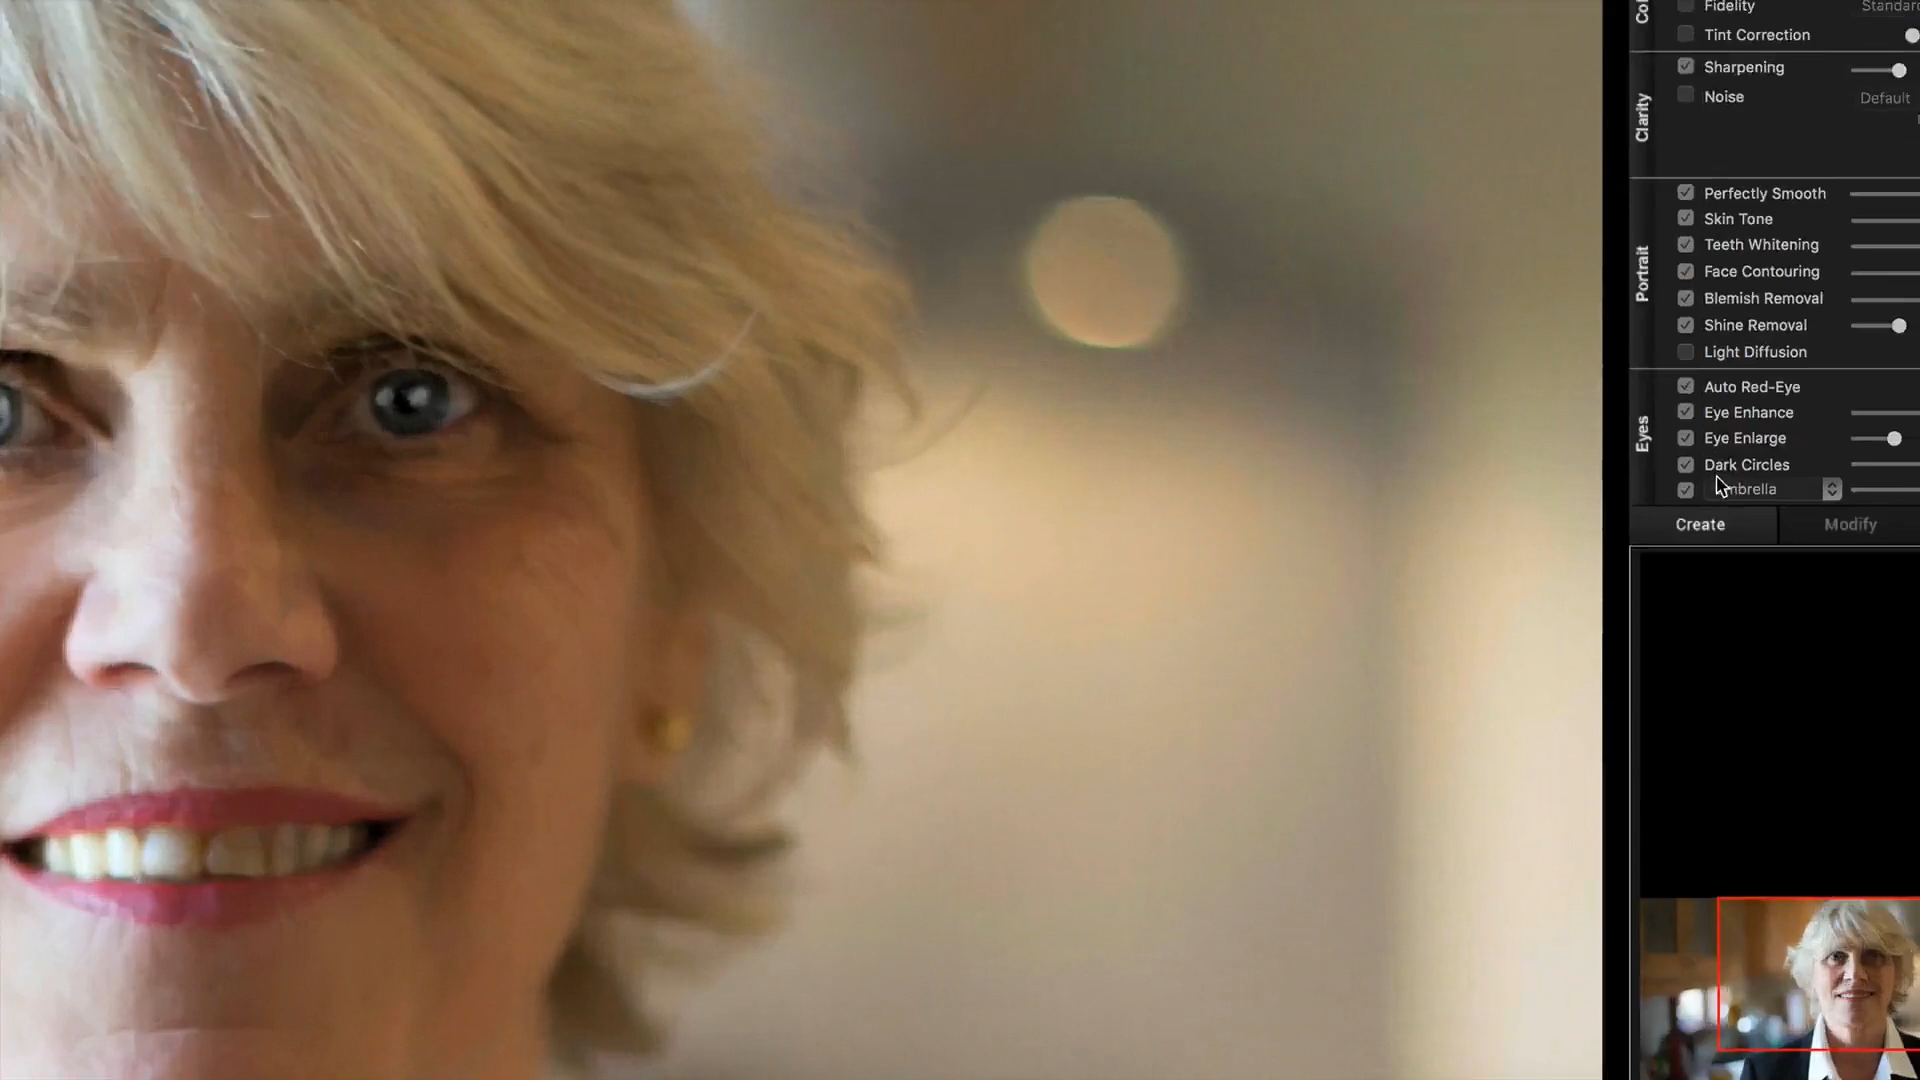 Fidelity Standard
Tint Correction
Sharpening
Clarity
Noise Default
Portrait
Perfectly Smooth
Skin Tone
Teeth Whitening
Face Contouring
Blemish Removal
Shine Removal
Light Diffusion
Eyes
Auto Red-Eye
Eye Enhance
Eye Enlarge
Dark Circles
Create Modify